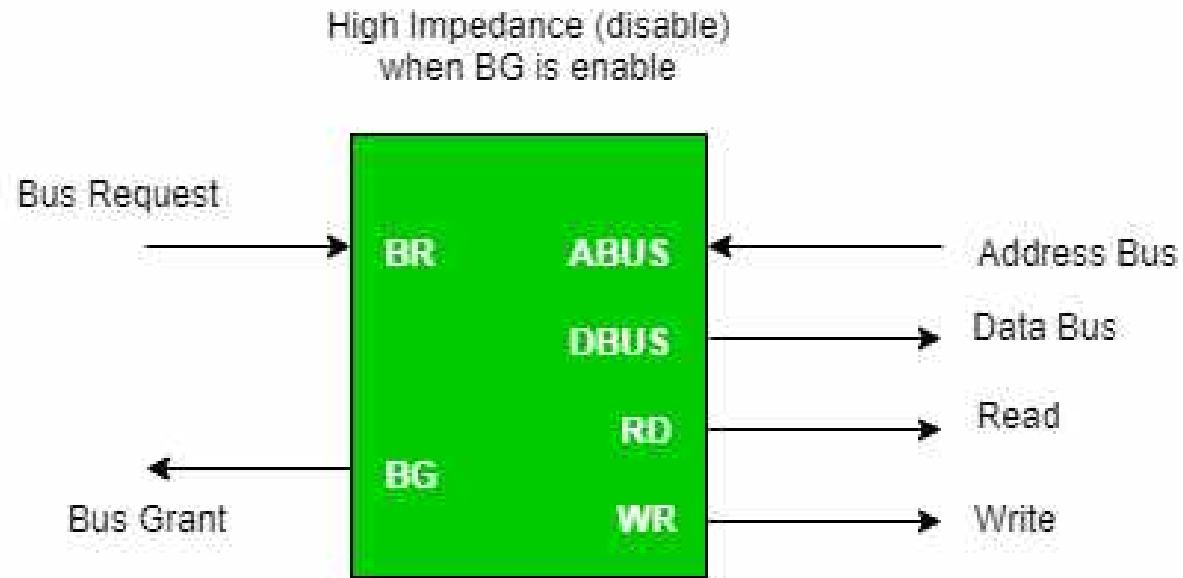 High Impedance (disable)
when BG is enable
Bus Request
BR
ABUS
Address Bus
DBUS
Data Bus
RD
Read
BG
Bus Grant
WR
Write